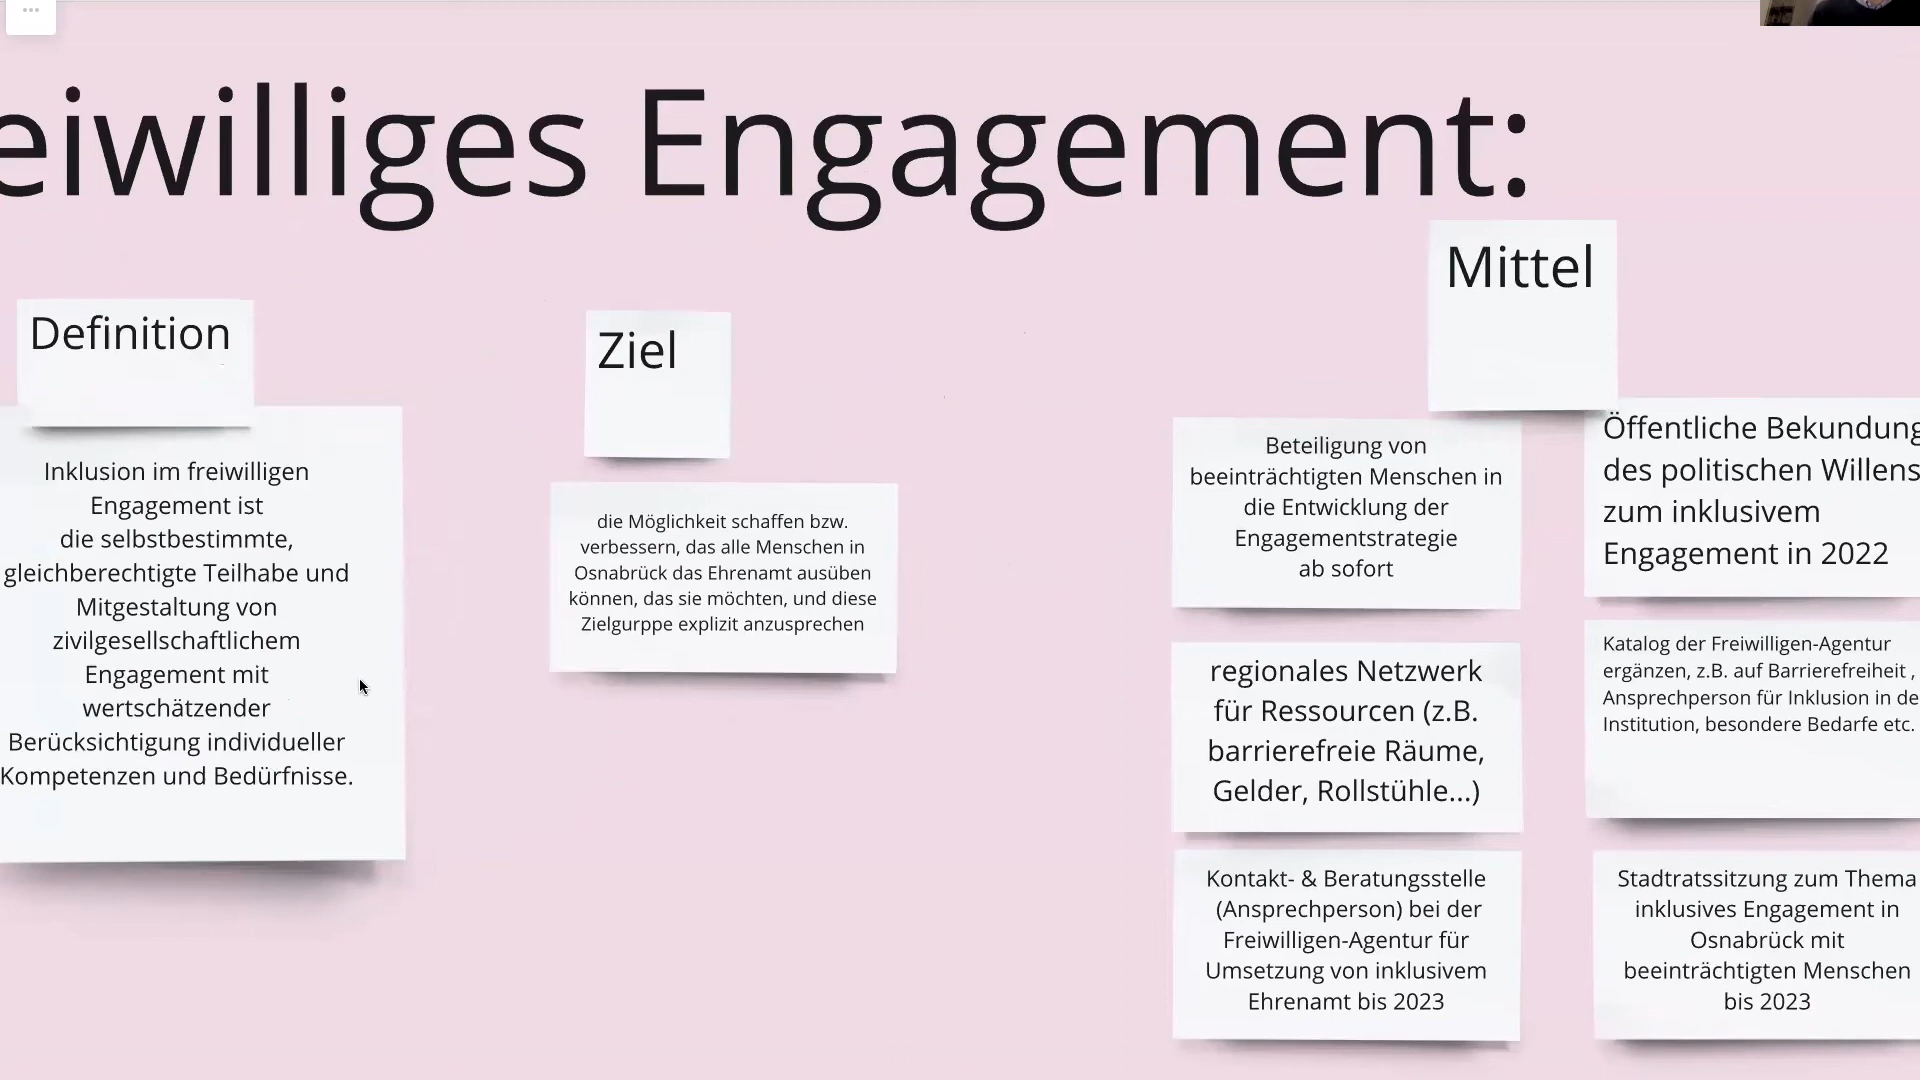 eiwilliges Engagement:
Definition
Inklusion im freiwilligen
Engagement ist
die selbstbestimmte,
gleichberechtigte Teilhabe und
Mitgestaltung von
zivilgesellschaftlichem
Engagement mit
wertschätzender
Berücksichtigung individueller
Kompetenzen und Bedürfnisse.
Ziel
die Möglichkeit schaffen bzw.
verbessern, das alle Menschen in
Osnabrück das Ehrenamt ausüben
können, das sie möchten, und diese
Zielgurppe explizit anzusprechen
Mittel
Beteiligung von
beeinträchtigten Menschen in
die Entwicklung der
Engagementstrategie
ab sofort
Öffentliche Bekundung
des politischen Willens
zum inklusivem
Engagement in 2022
regionales Netzwerk
für Ressourcen (z.B.
barrierefreie Räume,
Gelder, Rollstühle...)
Katalog der Freiwilligen-Agentur
ergänzen, z.B. auf Barrierefreiheit ,
Ansprechperson für Inklusion in de
Institution, besondere Bedarfe etc.
Kontakt- & Beratungsstelle
(Ansprechperson) bei der
Freiwilligen-Agentur für
Umsetzung von inklusivem
Ehrenamt bis 2023
Stadtratssitzung zum Thema
inklusives Engagement in
Osnabrück mit
beeinträchtigten Menschen
bis 2023